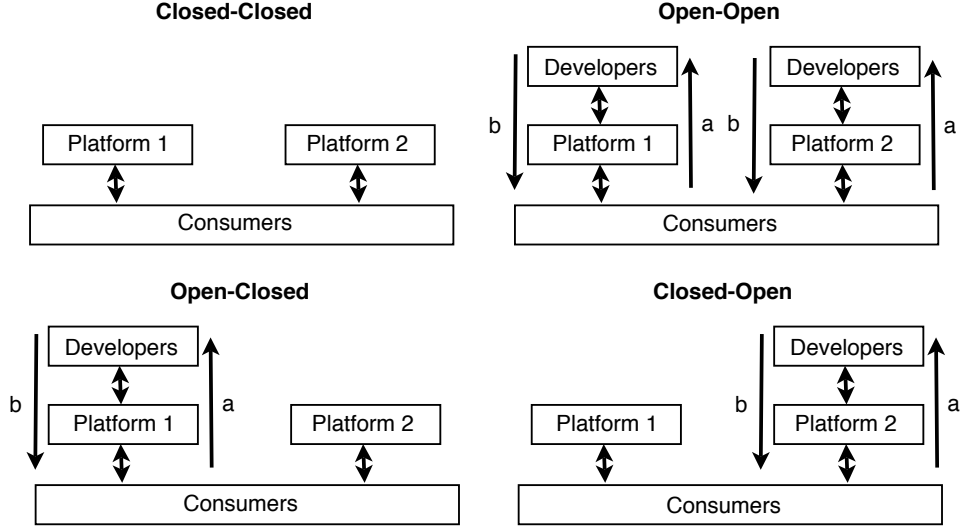 Closed-Closed
Platform 1
Platform 2
Consumers
Open-Open
Developers
Developers
b
a
b
a
Platform 1
Platform 2
Consumers
Open-Closed
Developers
b
a
Platform 1
Platform 2
Consumers
Closed-Open
Developers
b
a
Platform 1
Platform 2
Consumers